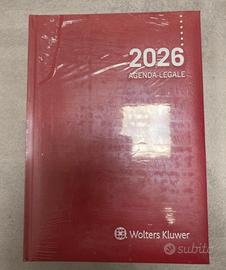 2026
AGENDA-LEGALE
Wolters Kluwer
subito